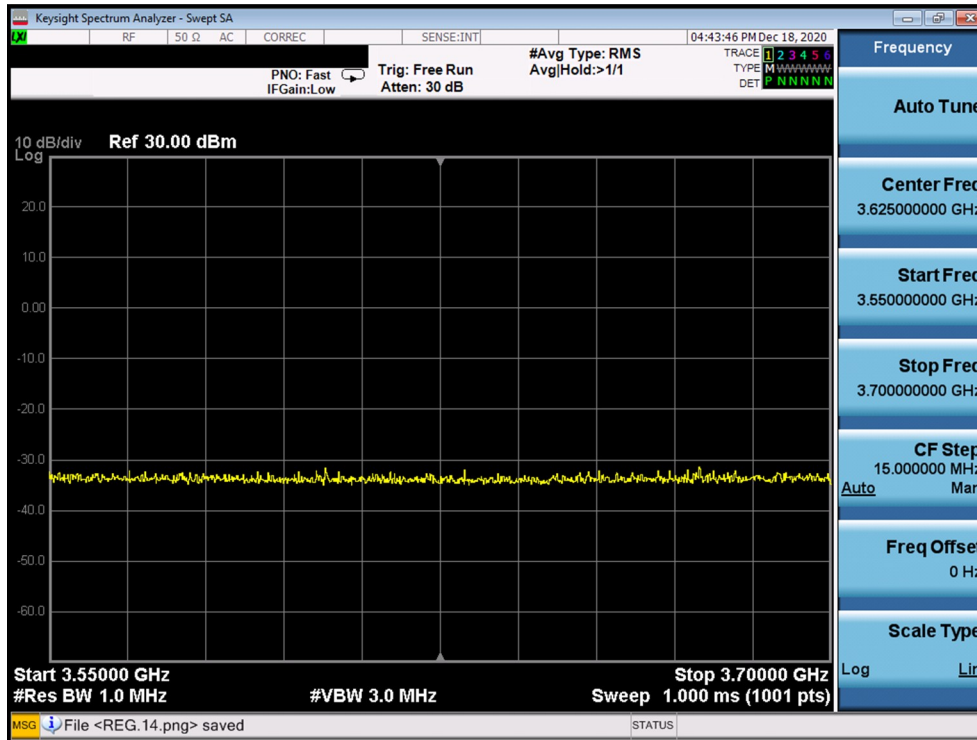 Keysight Spectrum Analyzer - Swept SA
LXI RF 50 Ω AC CORREC SENSE:INT 04:43:46 PM Dec 18, 2020
PNO: Fast
IFGain:Low
Trig: Free Run
Atten: 30 dB
#Avg Type: RMS
Avg|Hold:>1/1
TRACE 1 2 3 4 5 6
TYPE M WWWWW
DET P N N N N N
10 dB/div
Log
Ref 30.00 dBm
20.0
10.0
0.00
-10.0
-20.0
-30.0
-40.0
-50.0
-60.0
Start 3.55000 GHz
#Res BW 1.0 MHz
#VBW 3.0 MHz
Stop 3.70000 GHz
Sweep 1.000 ms (1001 pts)
MSG File <REG.14.png> saved
STATUS
Frequency
Auto Tune
Center Freq
3.625000000 GHz
Start Freq
3.550000000 GHz
Stop Freq
3.700000000 GHz
CF Step
15.000000 MHz
Auto Man
Freq Offset
0 Hz
Scale Type
Log Lin